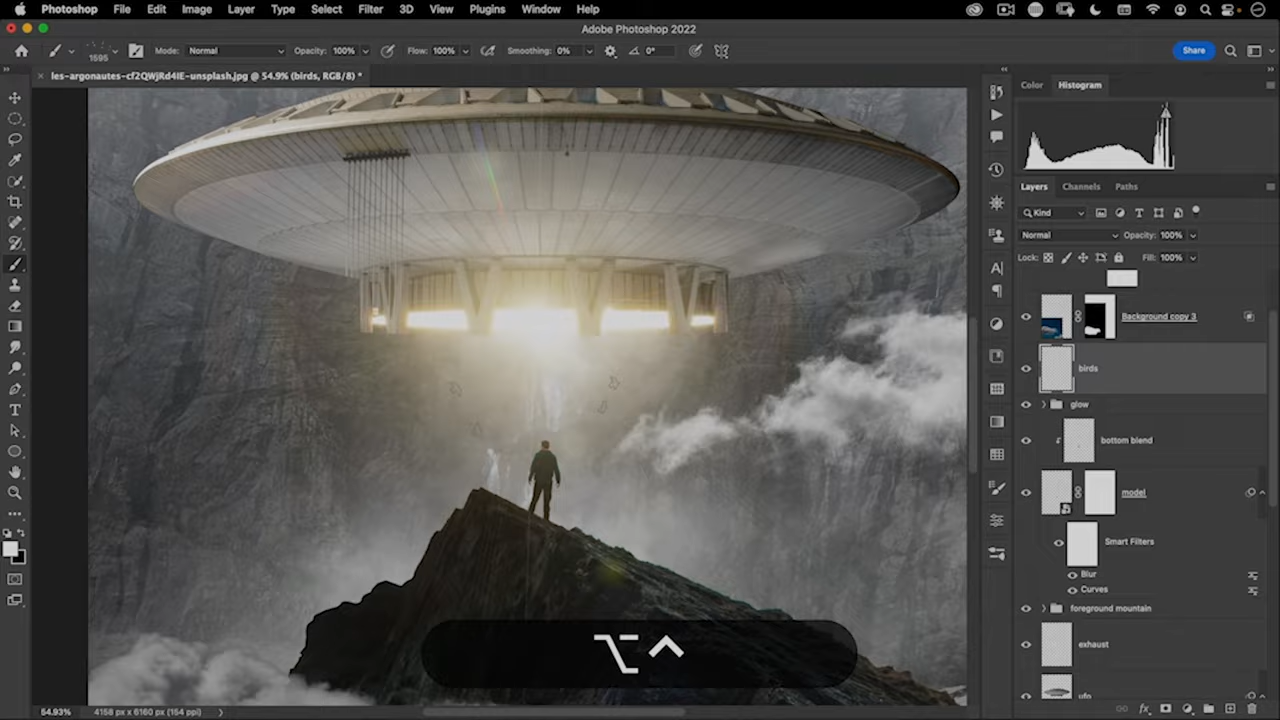 Photoshop File Edit Image Layer Type Select Filter 3D View Plugins Window Help
Adobe Photoshop 2022
1595 Mode: Normal Opacity: 100% Flow: 100% Smoothing: 0% 0° Share
× les-argonautes-cf2QWjRd4IE-unsplash.jpg @ 54.9% (birds, RGB/8) *
Color Histogram
Layers Channels Paths
Kind
Normal Opacity: 100%
Lock: Fill: 100%
Background copy 3
birds
glow
bottom blend
model
Smart Filters
Blur
Curves
foreground mountain
exhaust
ufo
⌥ ^
54.93% 4158 px x 6160 px (154 ppi)